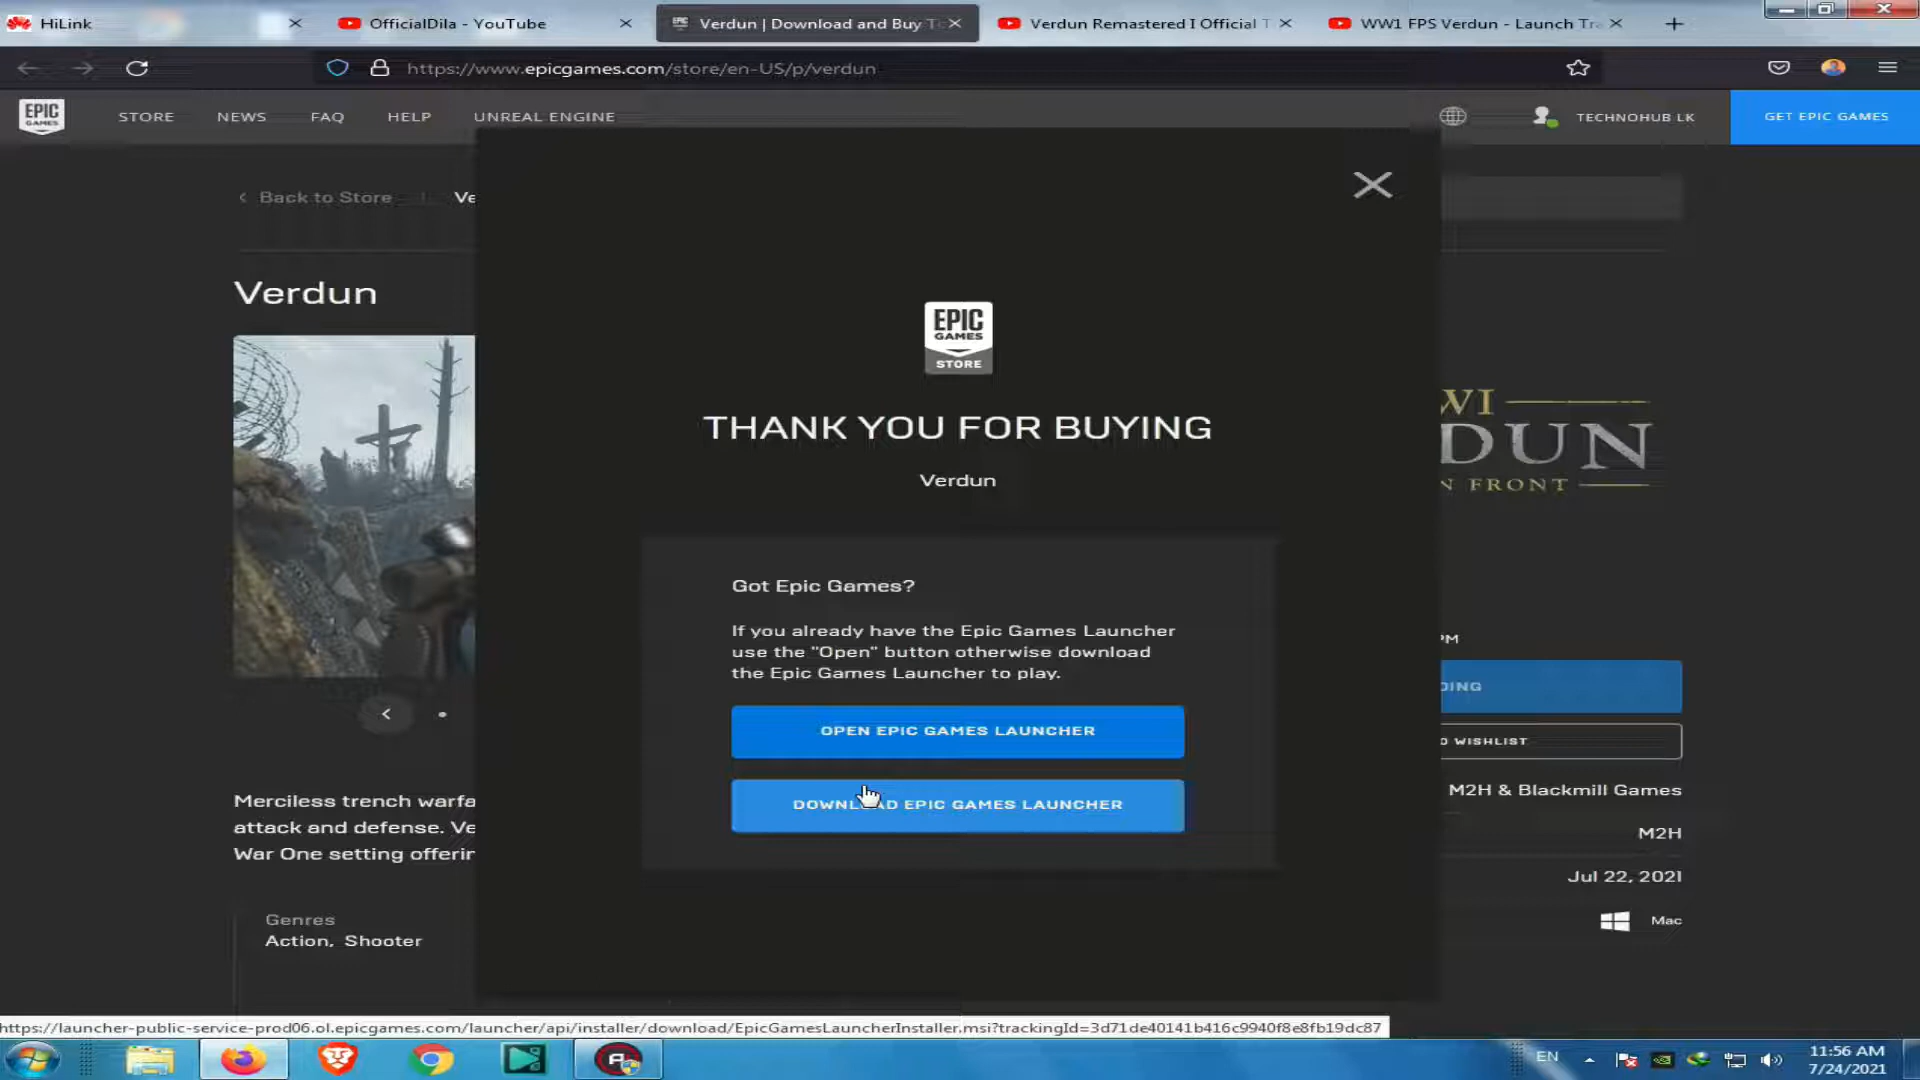 HiLink
OfficialDila - YouTube
Verdun | Download and Buy T
Verdun Remastered I Official T
WW1 FPS Verdun - Launch Tra
https://www.epicgames.com/store/en-US/p/verdun
EPIC GAMES
STORE
NEWS
FAQ
HELP
UNREAL ENGINE
TECHNOHUB LK
GET EPIC GAMES
Back to Store
Ve
Verdun
EPIC
GAMES
STORE
THANK YOU FOR BUYING
Verdun
WI
DUN
N FRONT
Got Epic Games?
If you already have the Epic Games Launcher
use the "Open" button otherwise download
the Epic Games Launcher to play.
PM
DING
OPEN EPIC GAMES LAUNCHER
O WISHLIST
DOWNLOAD EPIC GAMES LAUNCHER
Merciless trench warfa
attack and defense. Ve
War One setting offerin
M2H & Blackmill Games
M2H
Jul 22, 2021
Mac
Genres
Action, Shooter
https://launcher-public-service-prod06.ol.epicgames.com/launcher/api/installer/download/EpicGamesLauncherInstaller.msi?trackingId=3d71de40141b416c9940f8e8fb19dc87
EN
11:56 AM
7/24/2021